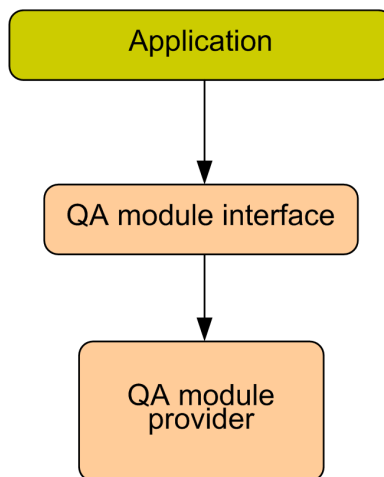 Application
QA module interface
QA module
provider